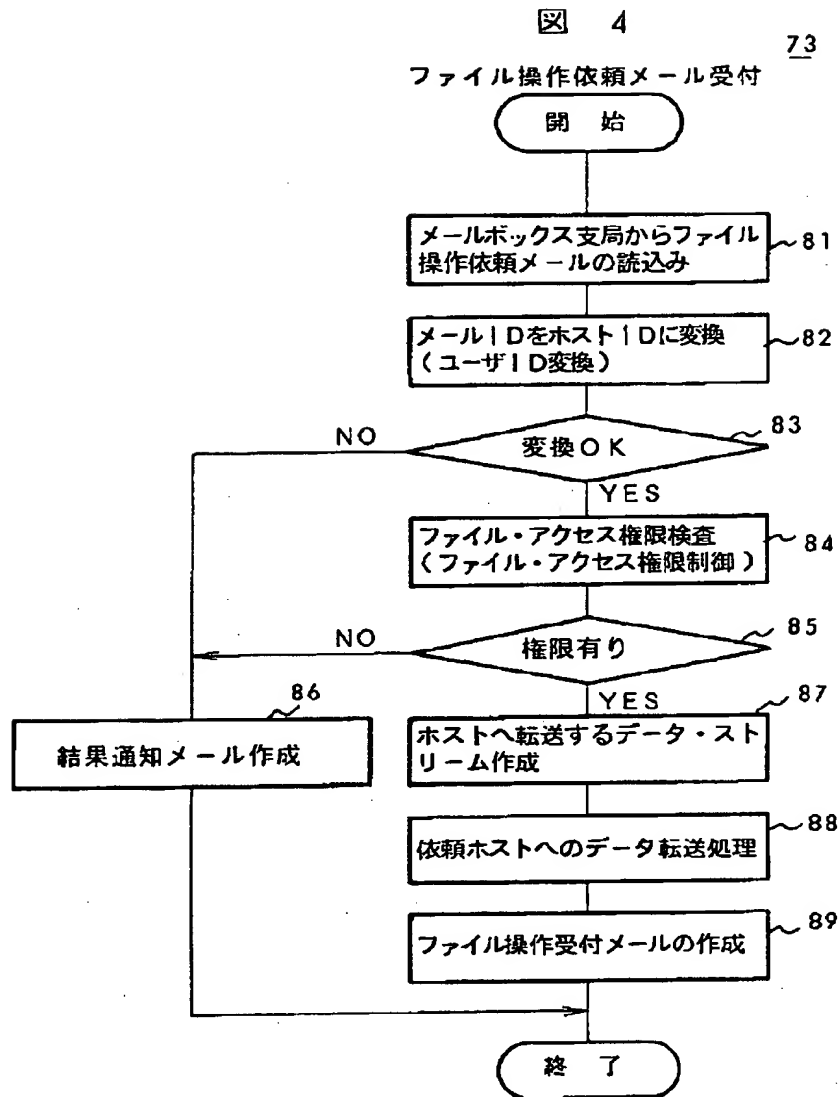 図 4
73
ファイル操作依頼メール受付
開 始
メールボックス支局からファイル
操作依頼メールの読込み
81
メールIDをホストIDに変換
(ユーザID変換)
82
変換OK
83
NO
YES
ファイル・アクセス権限検査
(ファイル・アクセス権限制御)
84
権限有り
85
NO
YES
86
結果通知メール作成
87
ホストへ転送するデータ・スト
リーム作成
依頼ホストへのデータ転送処理
88
ファイル操作受付メールの作成
89
終 了